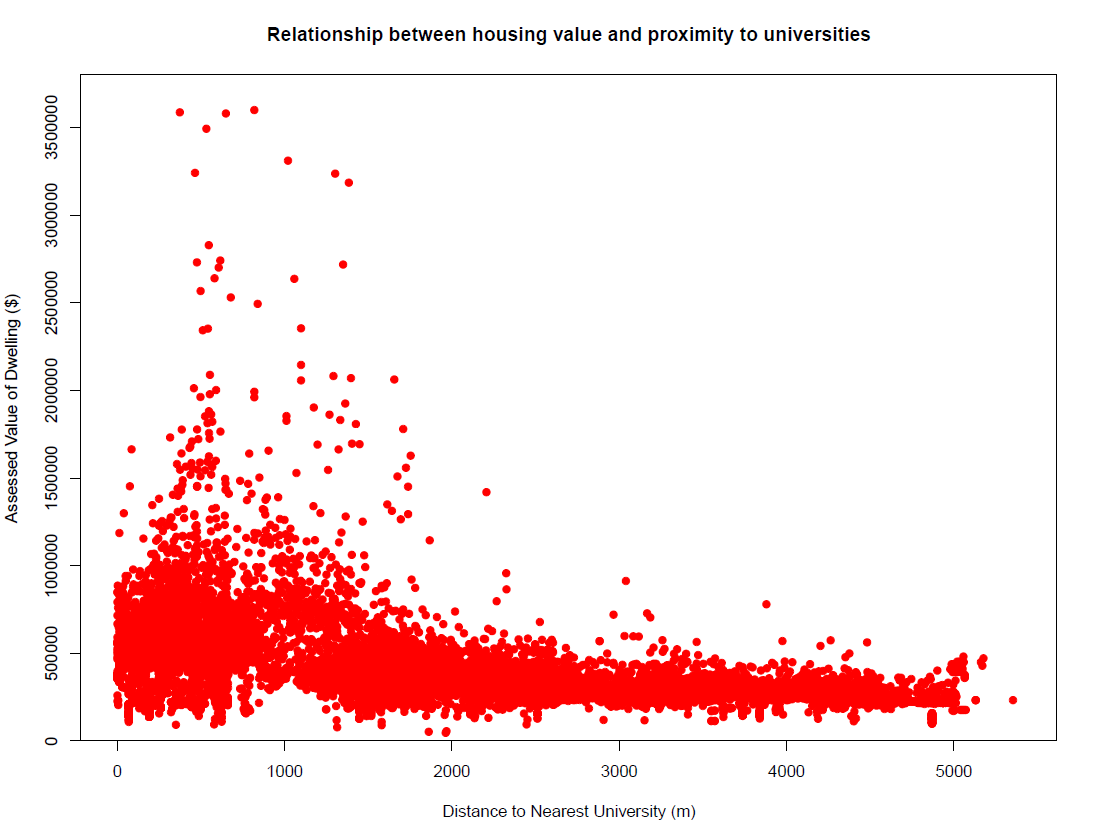 Relationship between housing value and proximity to universities
Assessed Value of Dwelling ($)
3500000
3000000
2500000
2000000
1500000
1000000
500000
0
0 1000 2000 3000 4000 5000
Distance to Nearest University (m)